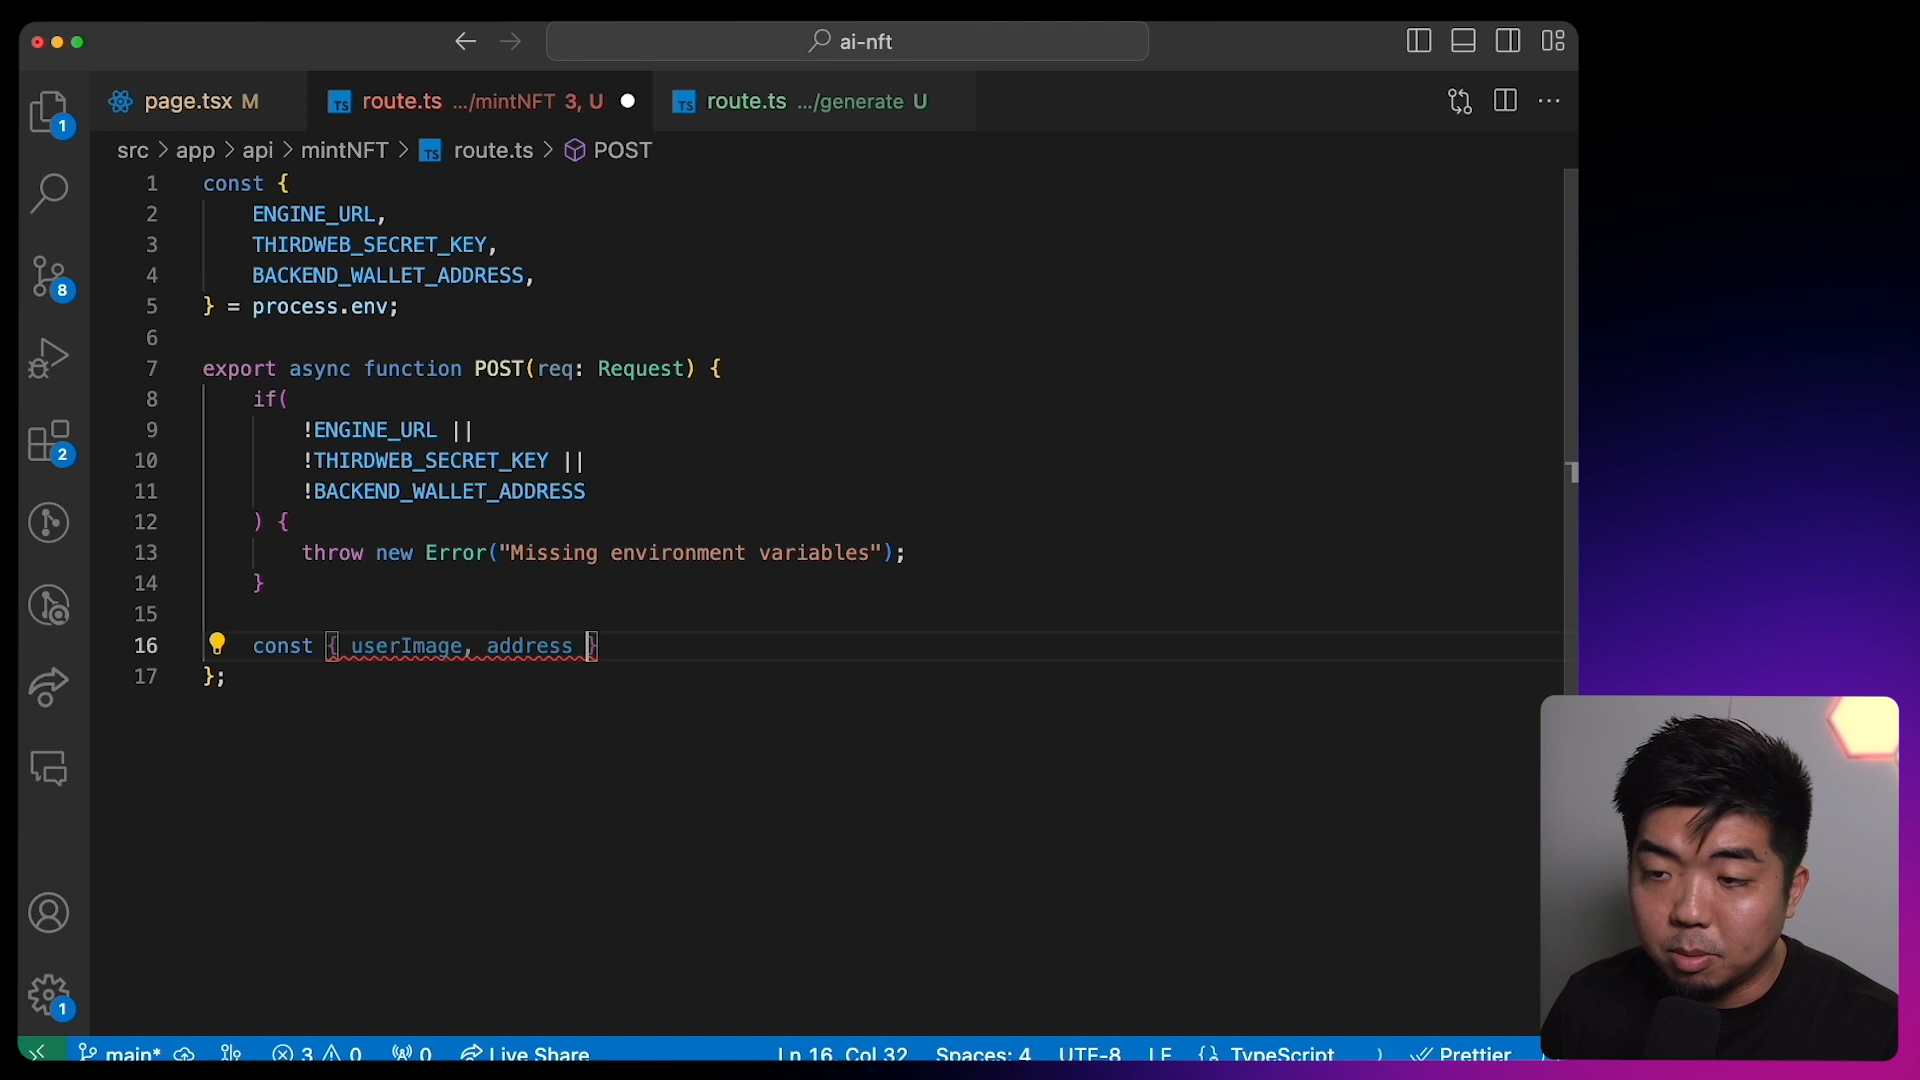 ai-nft
page.tsx M
TS route.ts .../mintNFT 3, U
TS route.ts .../generate U
src > app > api > mintNFT > TS route.ts > POST
1 const {
2 ENGINE_URL,
3 THIRDWEB_SECRET_KEY,
4 BACKEND_WALLET_ADDRESS,
5 } = process.env;
6
7 export async function POST(req: Request) {
8 if(
9 !ENGINE_URL ||
10 !THIRDWEB_SECRET_KEY ||
11 !BACKEND_WALLET_ADDRESS
12 ) {
13 throw new Error("Missing environment variables");
14 }
15
16 const { userImage, address }
17 };
1
8
2
1
main* 3 0 0 Live Share Ln 16, Col 32 Spaces: 4 UTF-8 LF {} TypeScript Prettier